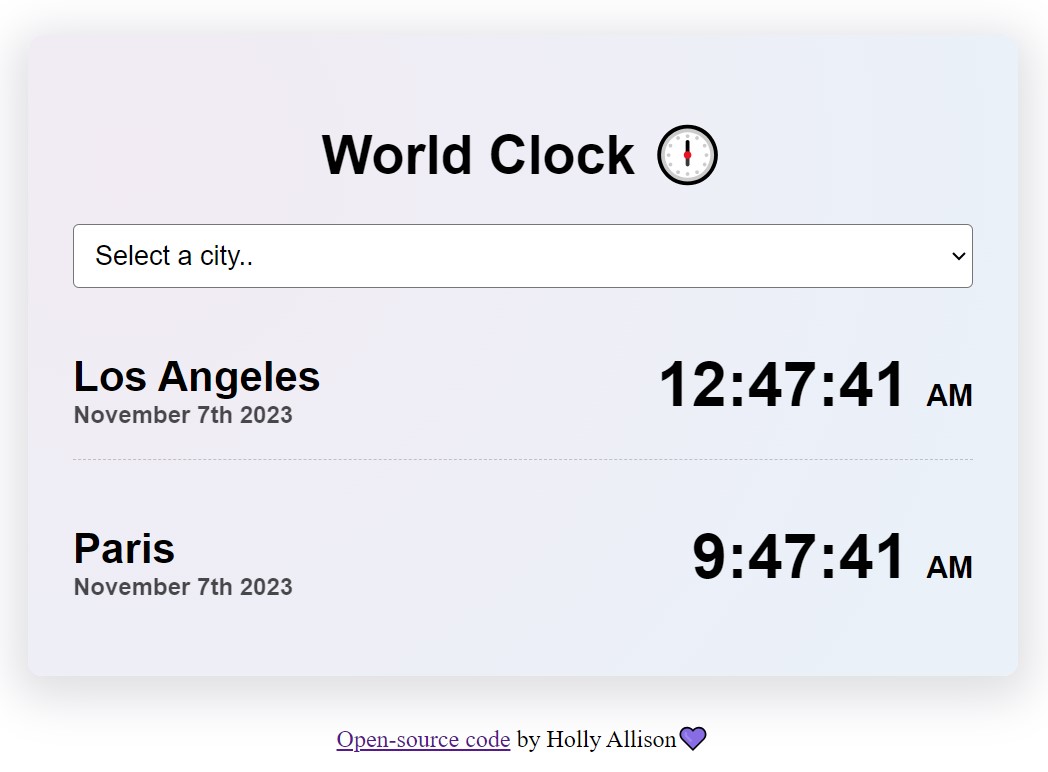 World Clock
Select a city..
Los Angeles
November 7th 2023
12:47:41 AM
Paris
November 7th 2023
9:47:41 AM
Open-source code by Holly Allison💜